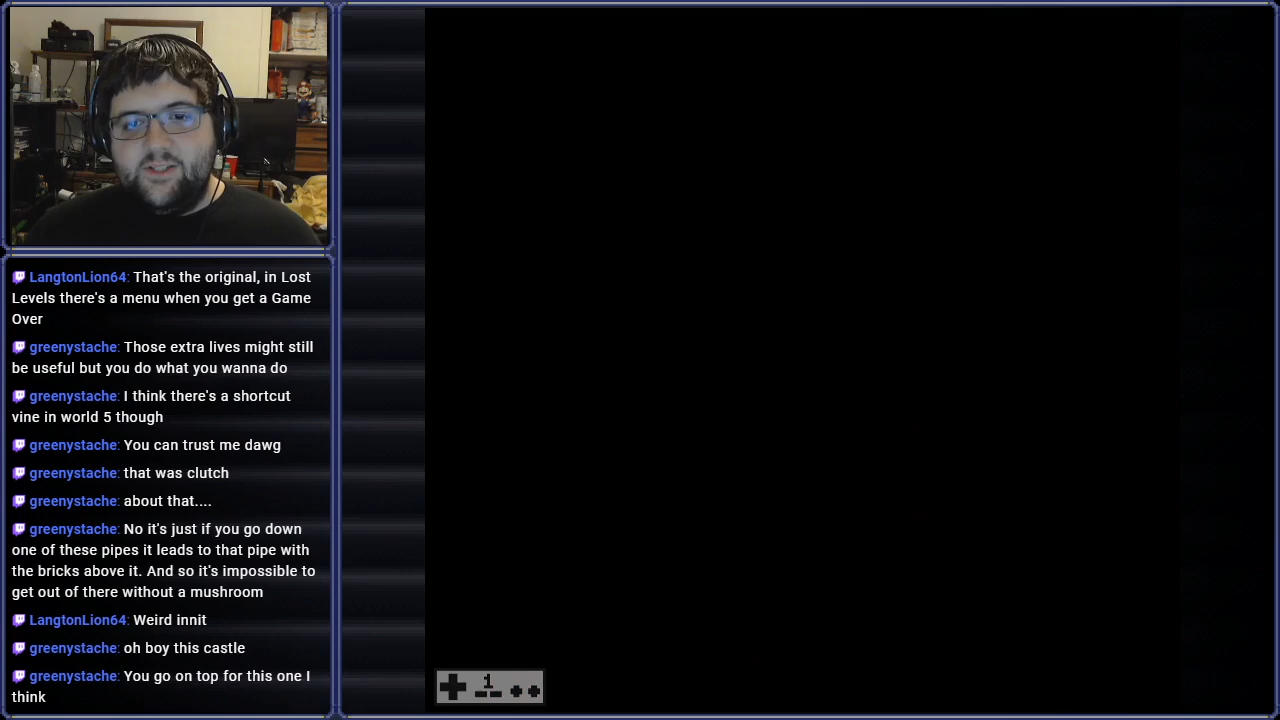 LangtonLion64: That's the original, in Lost
Levels there's a menu when you get a Game
Over
greenystache: Those extra lives might still
be useful but you do what you wanna do
greenystache: I think there's a shortcut
vine in world 5 though
greenystache: You can trust me dawg
greenystache: that was clutch
greenystache: about that....
greenystache: No it's just if you go down
one of these pipes it leads to that pipe with
the bricks above it. And so it's impossible to
get out of there without a mushroom
LangtonLion64: Weird innit
greenystache: oh boy this castle
greenystache: You go on top for this one I
think
1